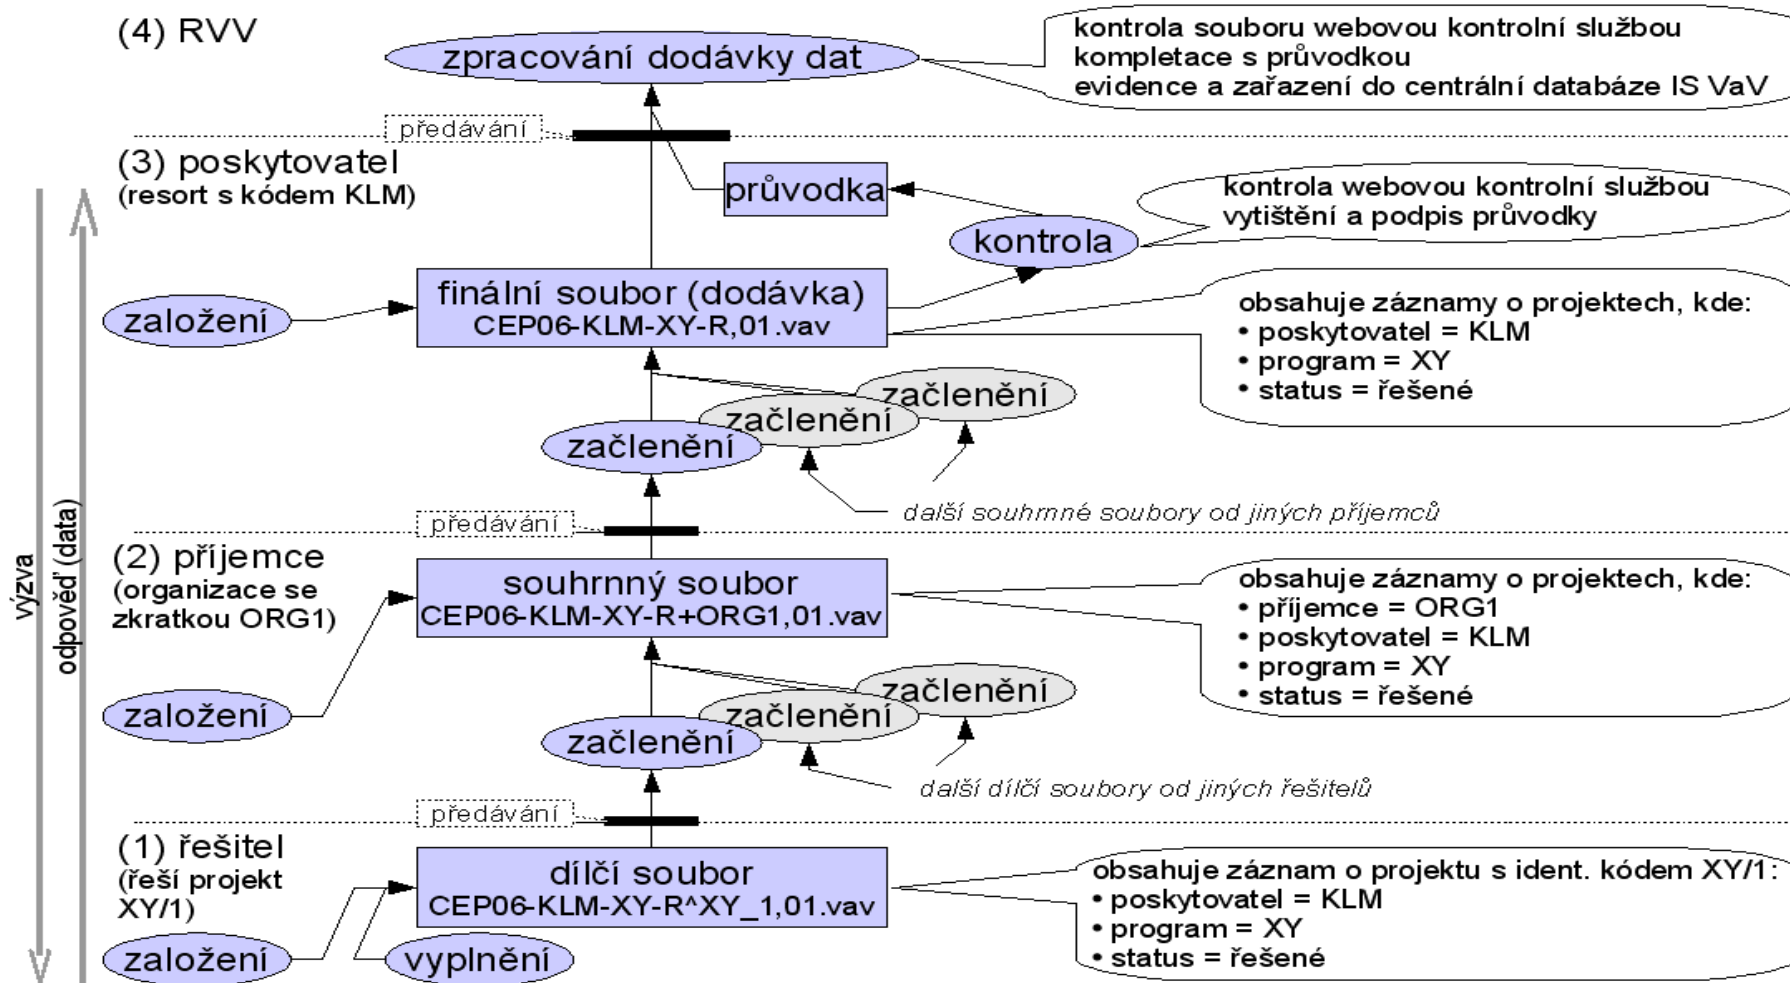 (4) RVV
zpracování dodávky dat
kontrola souboru webovou kontrolní službou
kompletace s průvodkou
evidence a zařazení do centrální databáze IS VaV
předávání
(3) poskytovatel
(resort s kódem KLM)
průvodka
kontrola webovou kontrolní službou
vytištění a podpis průvodky
kontrola
založení
finální soubor (dodávka)
CEP06-KLM-XY-R,01.vav
obsahuje záznamy o projektech, kde:
• poskytovatel = KLM
• program = XY
• status = řešené
začlenění
začlenění
začlenění
další souhrnné soubory od jiných příjemců
předávání
výzva
odpověď (data)
(2) příjemce
(organizace se
zkratkou ORG1)
souhrnný soubor
CEP06-KLM-XY-R+ORG1,01.vav
obsahuje záznamy o projektech, kde:
• příjemce = ORG1
• poskytovatel = KLM
• program = XY
• status = řešené
založení
začlenění
začlenění
začlenění
další dílčí soubory od jiných řešitelů
předávání
(1) řešitel
(řeší projekt
XY/1)
dílčí soubor
CEP06-KLM-XY-R^XY_1,01.vav
obsahuje záznam o projektu s ident. kódem XY/1:
• poskytovatel = KLM
• program = XY
• status = řešené
založení
vyplnění